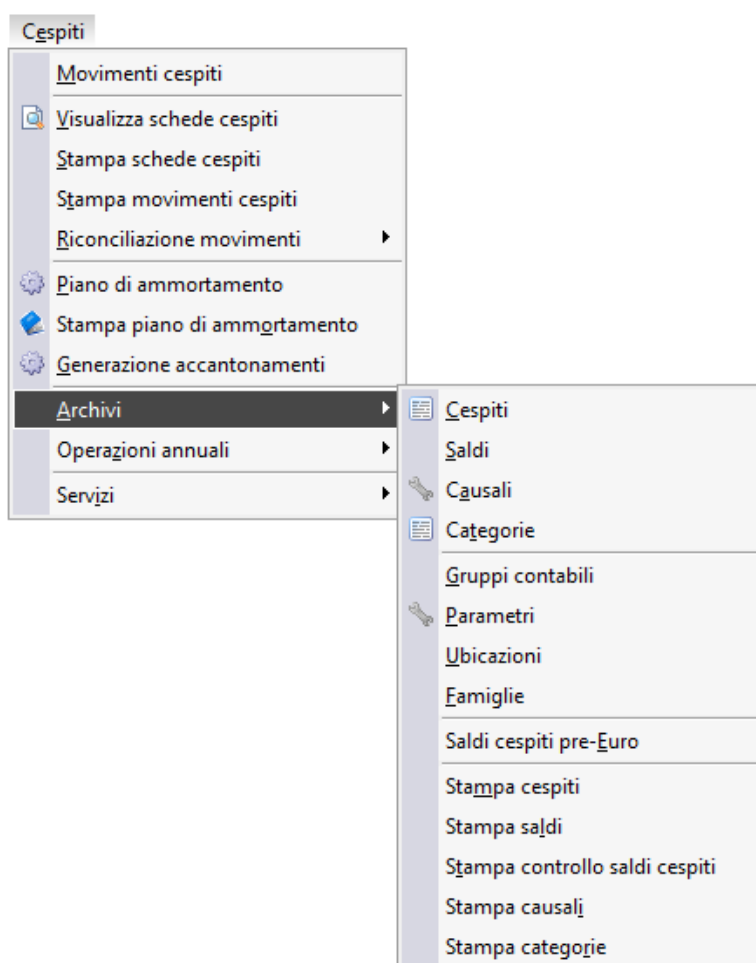 Cespiti
Movimenti cespiti
Visualizza schede cespiti
Stampa schede cespiti
Stampa movimenti cespiti
Riconciliazione movimenti
Piano di ammortamento
Stampa piano di ammortamento
Generazione accantonamenti
Archivi
Operazioni annuali
Servizi
Cespiti
Saldi
Causali
Categorie
Gruppi contabili
Parametri
Ubicazioni
Famiglie
Saldi cespiti pre-Euro
Stampa cespiti
Stampa saldi
Stampa controllo saldi cespiti
Stampa causali
Stampa categorie